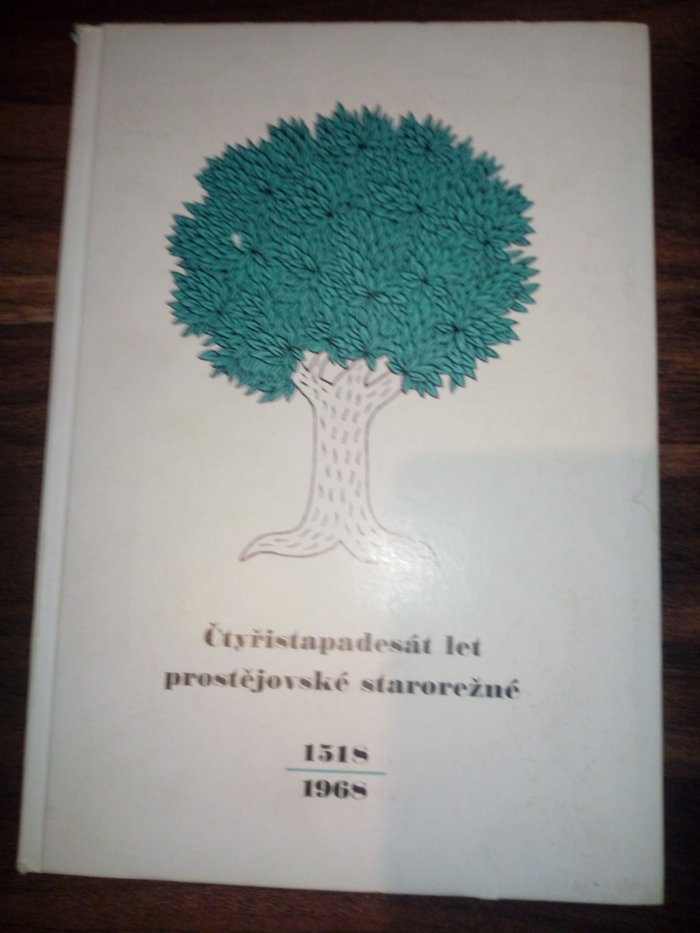 Čtyřistapadesát let
prostějovské starorežné
1518
1968